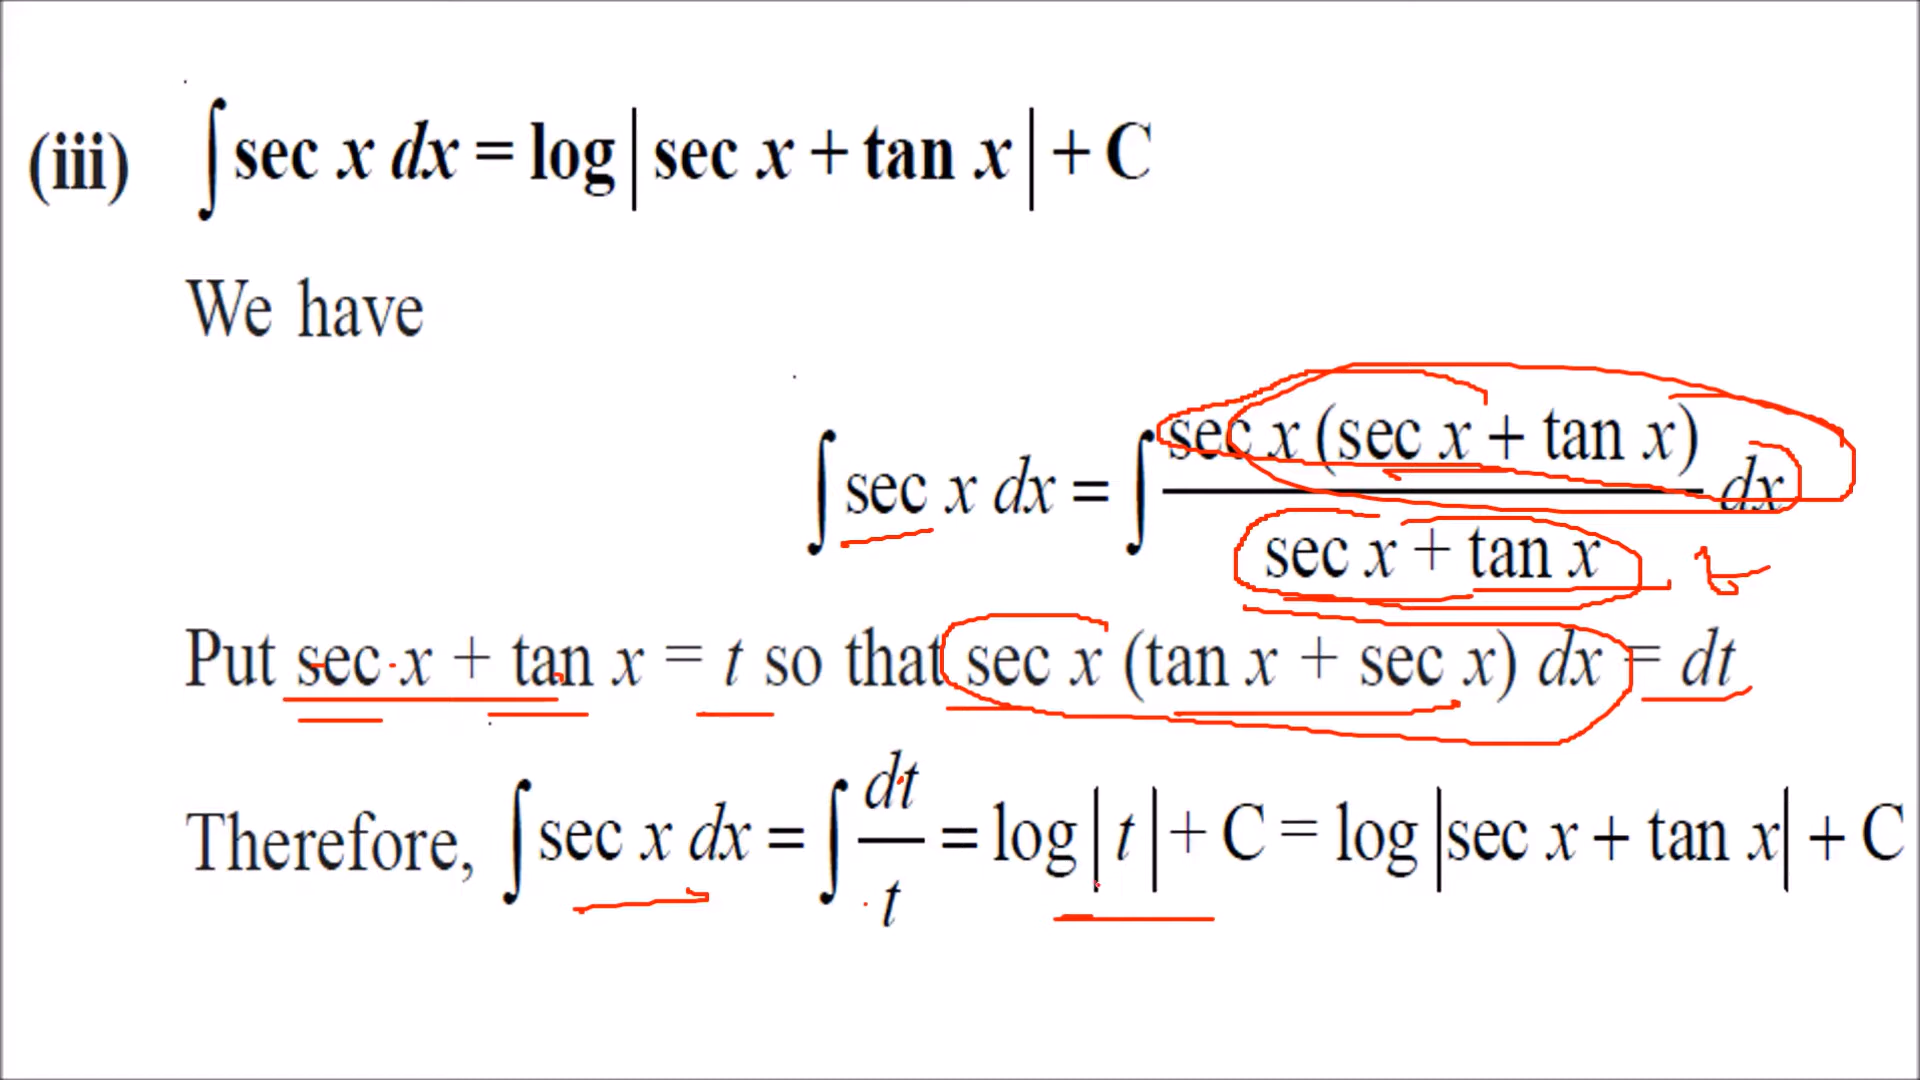 (iii) ∫ sec x dx = log | sec x + tan x | + C
We have
∫ sec x dx = ∫ sec x (sec x + tan x) / sec x + tan x dx
t
Put sec x + tan x = t so that sec x (tan x + sec x) dx = dt
Therefore, ∫ sec x dx = ∫ dt / t = log | t | + C = log |sec x + tan x| + C